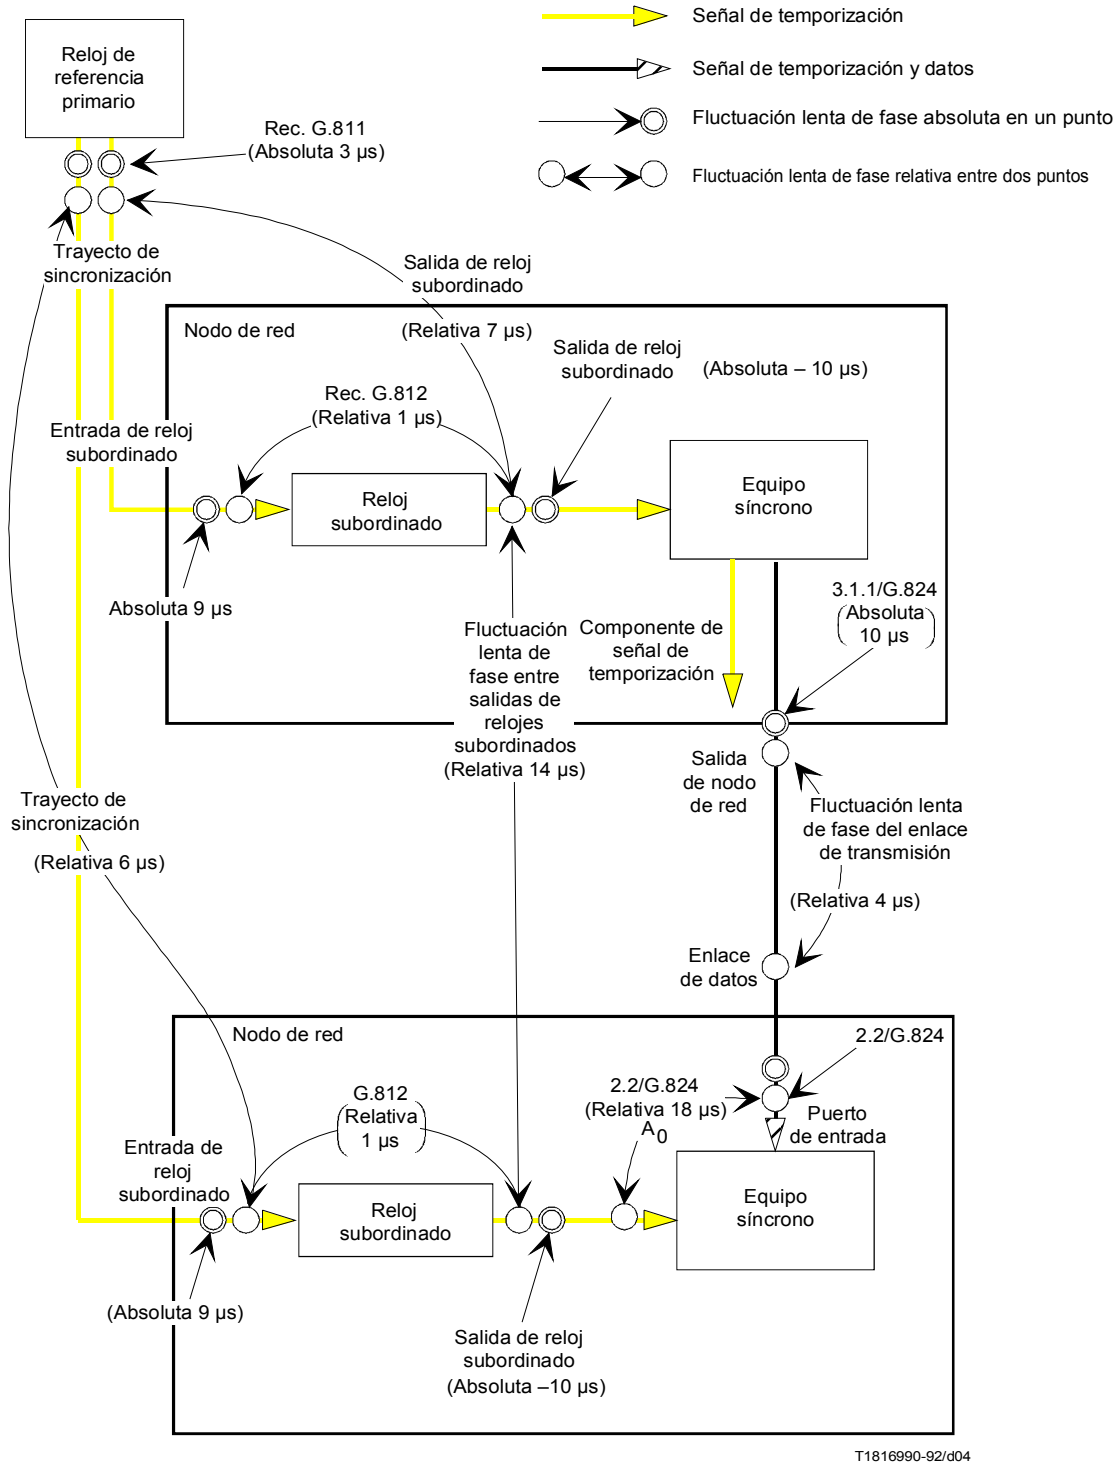 Señal de temporización
Reloj de
referencia
primario
Señal de temporización y datos
Fluctuación lenta de fase absoluta en un punto
Rec. G.811
(Absoluta 3 µs)
Fluctuación lenta de fase relativa entre dos puntos
Trayecto de
sincronización
Salida de reloj
subordinado
(Relativa 7 µs)
Nodo de red
Salida de reloj
subordinado
(Absoluta – 10 µs)
Rec. G.812
(Relativa 1 µs)
Entrada de reloj
subordinado
Reloj
subordinado
Equipo
síncrono
Absoluta 9 µs
3.1.1/G.824
(Absoluta
10 µs)
Fluctuación
lenta de
fase entre
salidas de
relojes
subordinados
(Relativa 14 µs)
Componente de
señal de
temporización
Salida
de nodo
de red
Trayecto de
sincronización
(Relativa 6 µs)
Fluctuación lenta
de fase del enlace
de transmisión
(Relativa 4 µs)
Enlace
de datos
Nodo de red
2.2/G.824
G.812
(Relativa
1 µs)
2.2/G.824
(Relativa 18 µs)
A0
Puerto
de entrada
Entrada de
reloj
subordinado
Reloj
subordinado
Equipo
síncrono
(Absoluta 9 µs)
Salida de reloj
subordinado
(Absoluta –10 µs)
T1816990-92/d04